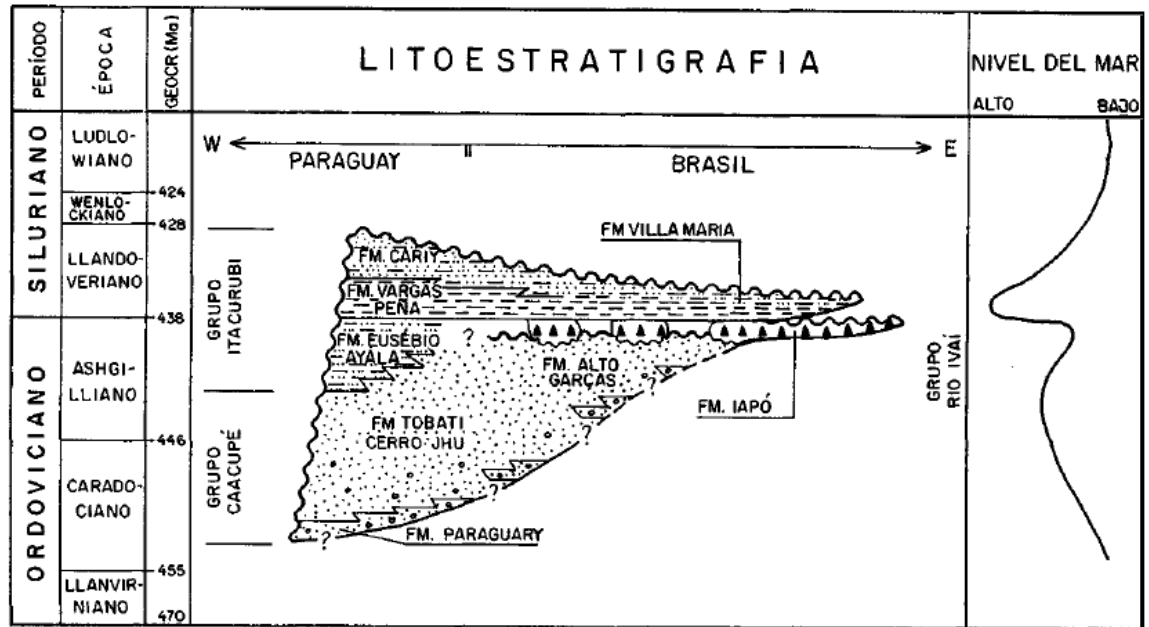 PERÍODO
ÉPOCA
GEOCR(Ma)
LITOESTRATIGRAFIA
NIVEL DEL MAR
ALTO BAJO
SILURIANO
ORDOVICIANO
LUDLO-
WIANO
WENLO-
CKIANO
LLANDO-
VERIANO
ASHGI-
LLIANO
CARADO-
CIANO
LLANVIR-
NIANO
424
428
438
446
455
470
W E
PARAGUAY BRASIL
GRUPO
ITACURUBI
GRUPO
CAACUPÉ
FM. CARIY
FM. VARGAS
PEÑA
FM. EUSÉBIO
AYALA
?
FM VILLA MARIA
FM. ALTO
GARÇAS
FM TOBATI
CERRO JHU
FM. IAPÓ
?
?
?
?
FM. PARAGUARY
GRUPO
RIO IVAÍ